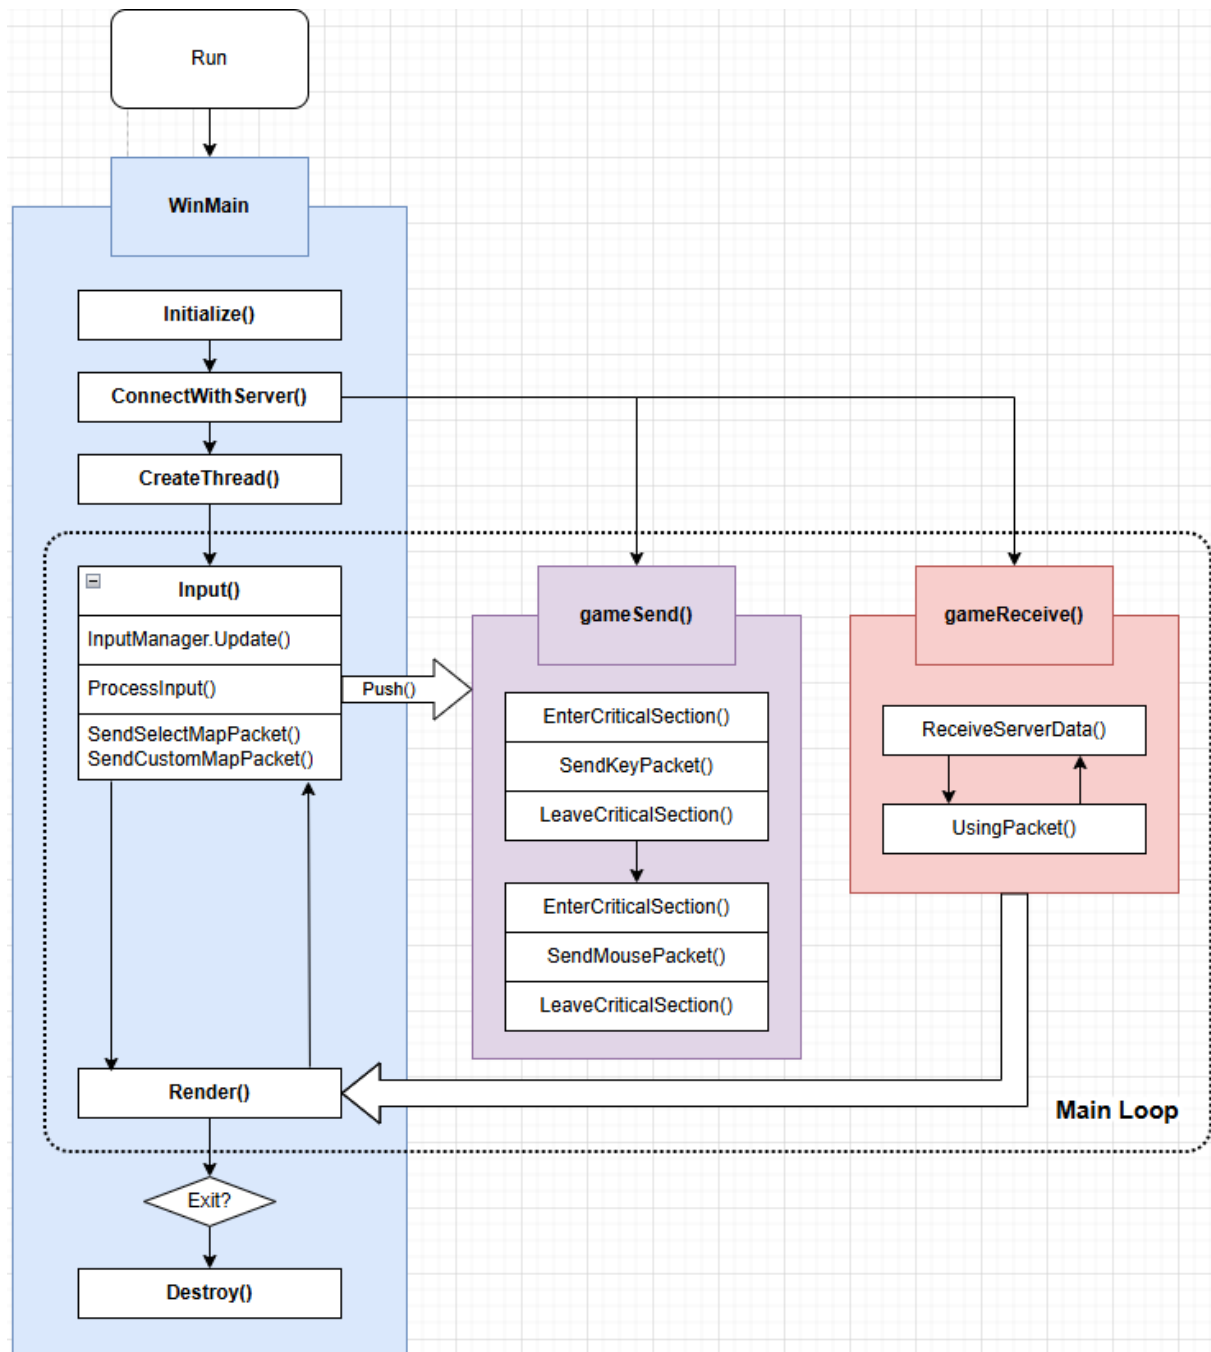 Run
WinMain
Initialize()
ConnectWithServer()
CreateThread()
Input()
InputManager.Update()
ProcessInput()
SendSelectMapPacket()
SendCustomMapPacket()
Push()
gameSend()
EnterCriticalSection()
SendKeyPacket()
LeaveCriticalSection()
EnterCriticalSection()
SendMousePacket()
LeaveCriticalSection()
gameReceive()
ReceiveServerData()
UsingPacket()
Render()
Main Loop
Exit?
Destroy()